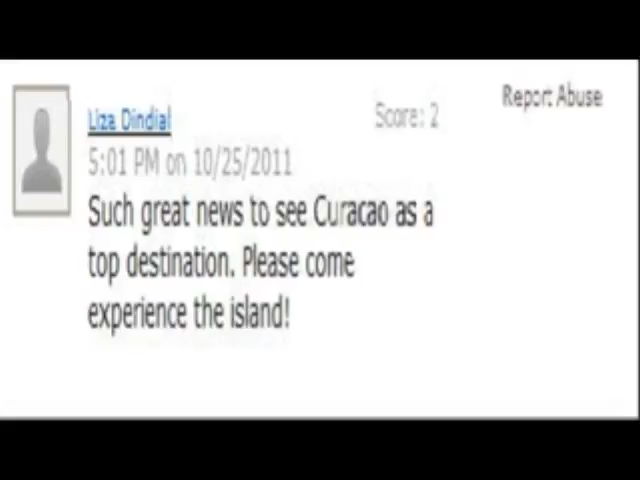 Liza Dindial
Score: 2
Report Abuse
5:01 PM on 10/25/2011
Such great news to see Curacao as a
top destination. Please come
experience the island!